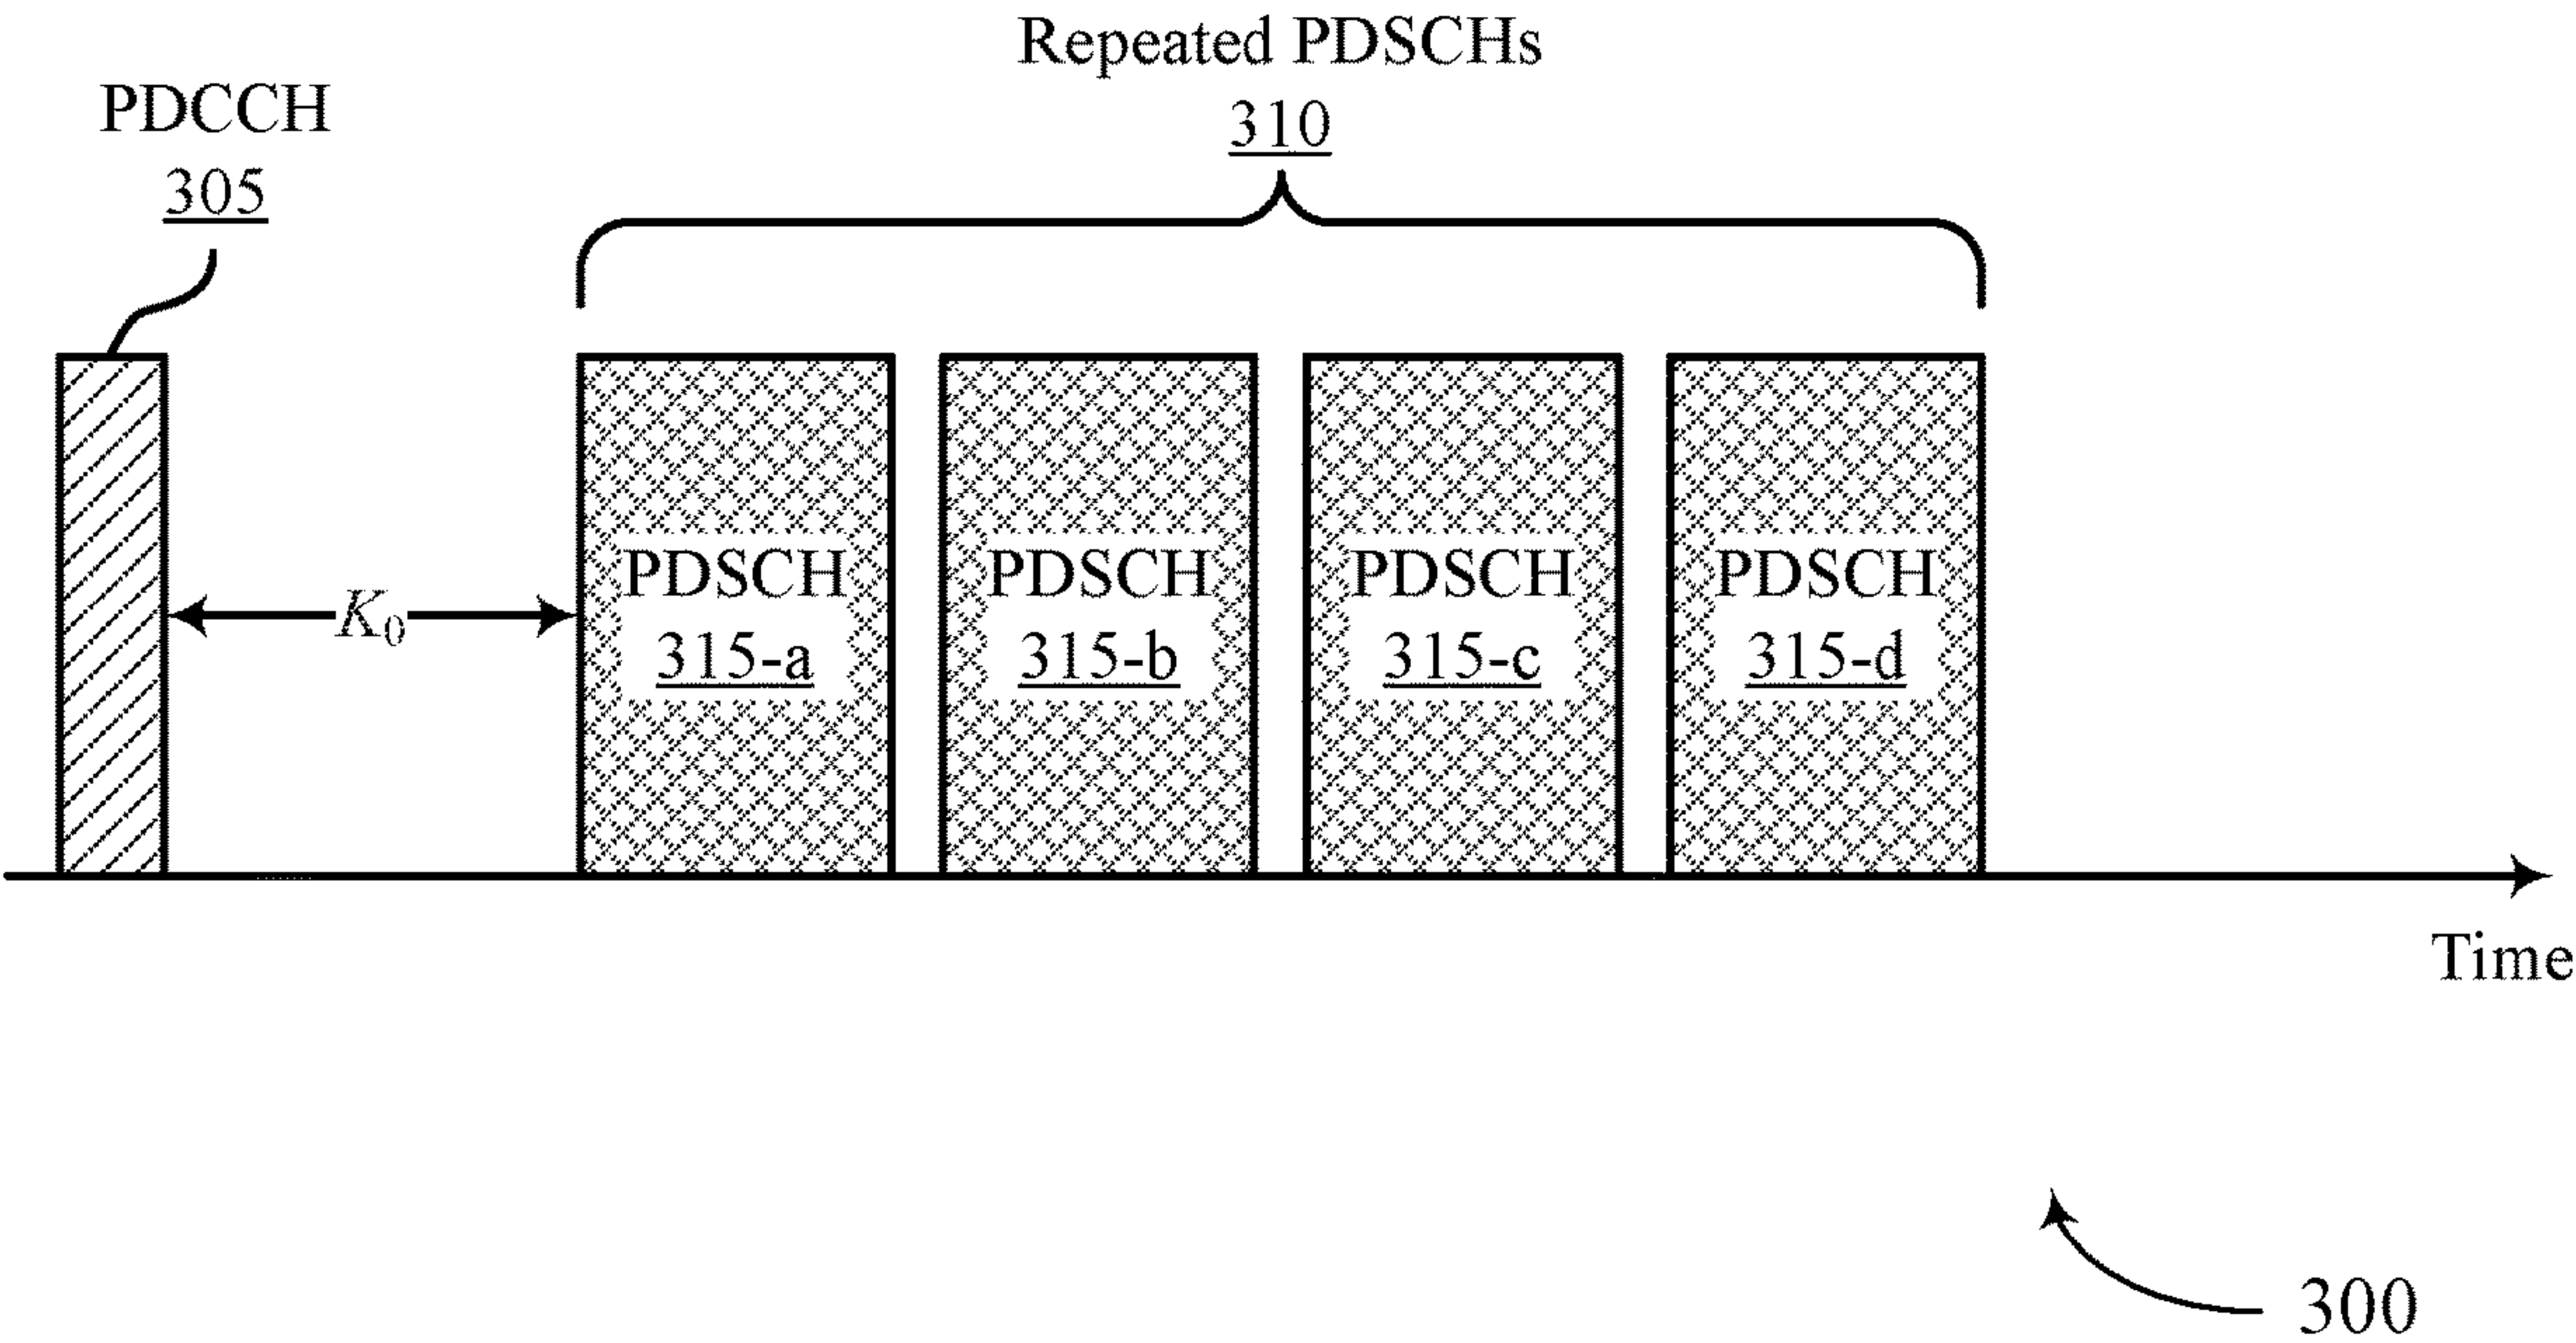 Repeated PDSCHs
310
PDCCH
305
K₀
PDSCH
315-a
PDSCH
315-b
PDSCH
315-c
PDSCH
315-d
Time
300